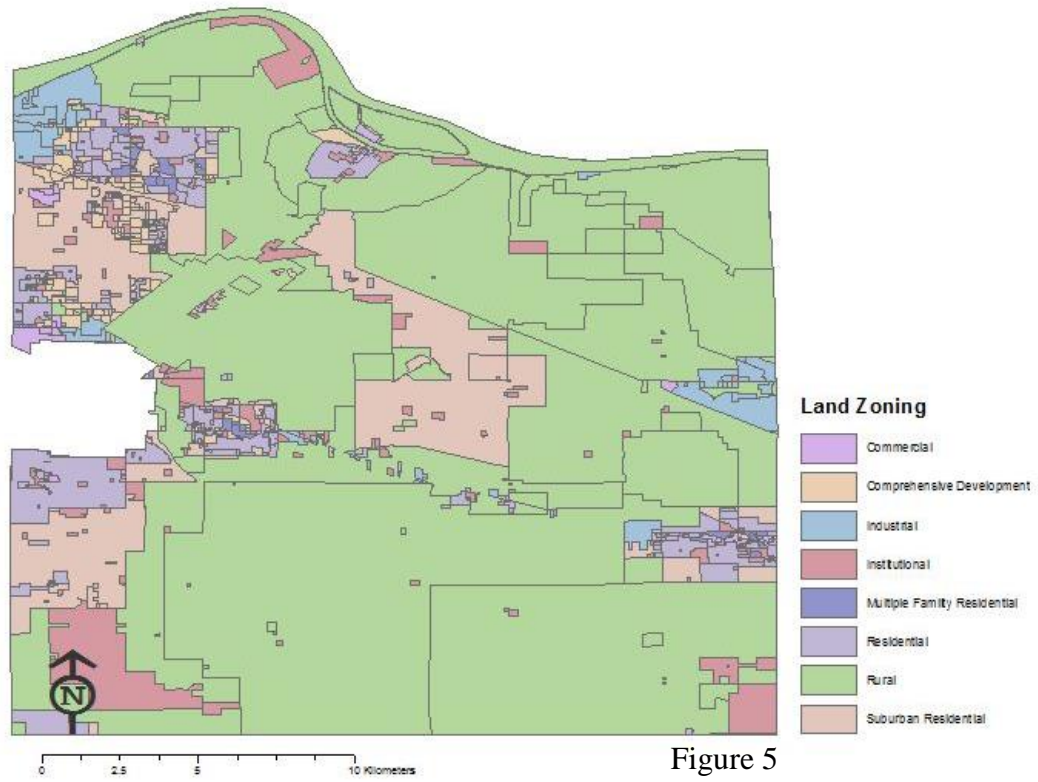 Land Zoning
Commercial
Comprehensive Development
Industrial
Institutional
Multiple Family Residential
Residential
Rural
Suburban Residential
N
0 2.5 5 10 Kilometers
Figure 5